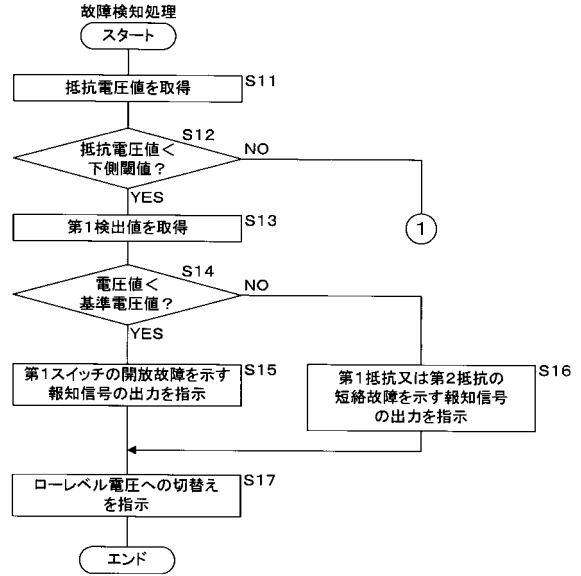 故障検知処理
スタート
抵抗電圧値を取得
S11
抵抗電圧値<
下側閾値?
S12
NO
YES
1
第1検出値を取得
S13
電圧値<
基準電圧値?
S14
NO
YES
第1スイッチの開放故障を示す
報知信号の出力を指示
S15
第1抵抗又は第2抵抗の
短絡故障を示す報知信号
の出力を指示
S16
ローレベル電圧への切替え
を指示
S17
エンド